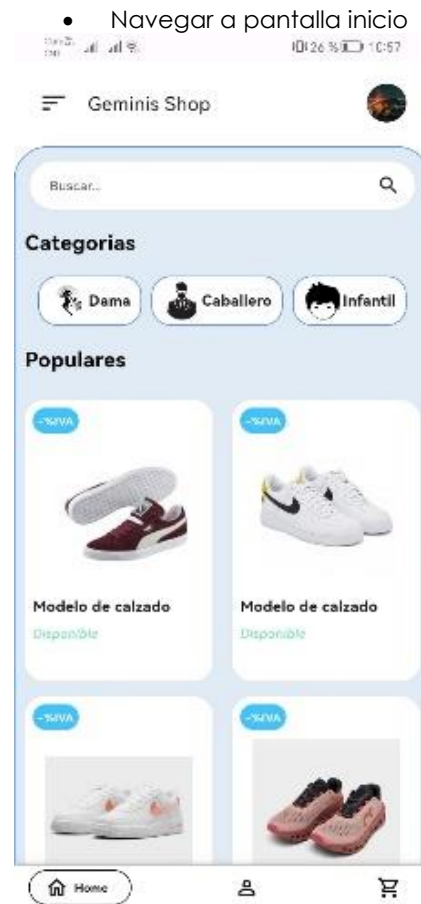 • Navegar a pantalla inicio
26 % 10:57
Geminis Shop
Buscar...
Categorias
Dama Caballero Infantil
Populares
-%IVA -%IVA
Modelo de calzado Modelo de calzado
Disponible Disponible
-%IVA -%IVA
Home